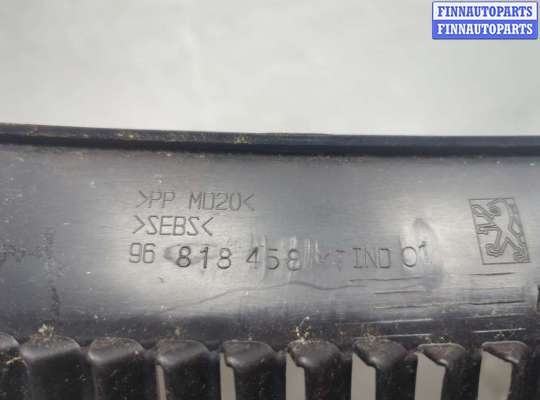 FINNAUTOPARTS
FINNAUTOPARTS
>PP MD20<
>SEBS<
96 818 458 IND 01